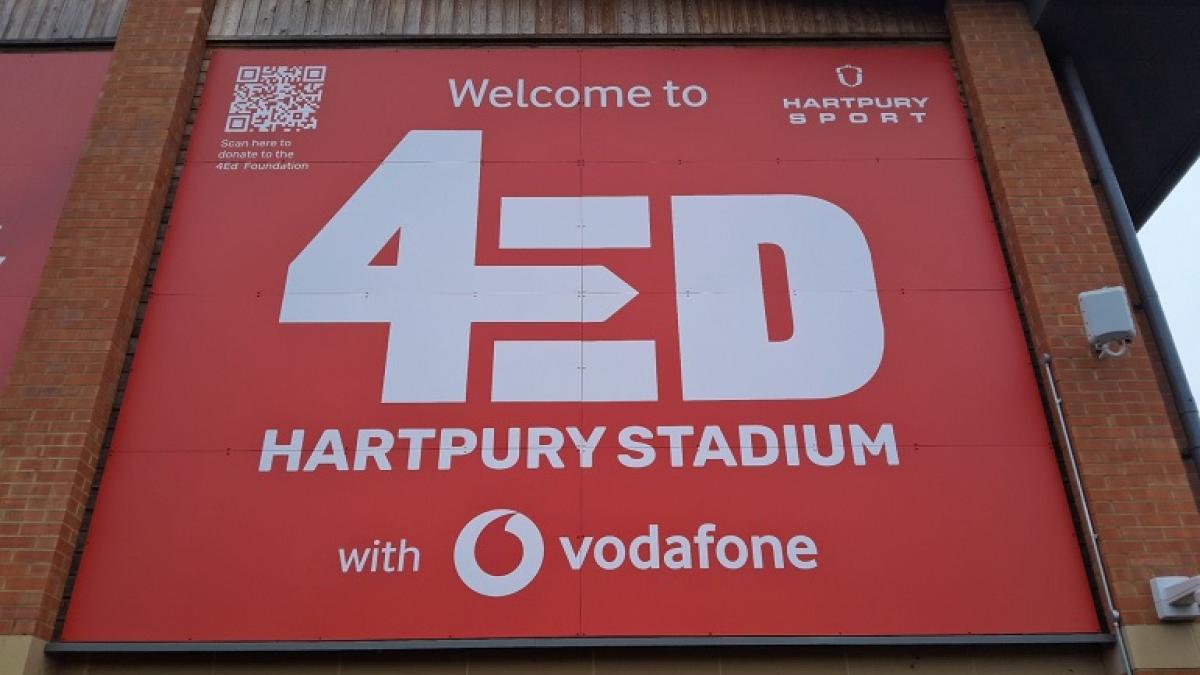 Welcome to
HARTPURY
SPORT
Scan here to
donate to the
4Ed Foundation
4ED
HARTPURY STADIUM
with vodafone